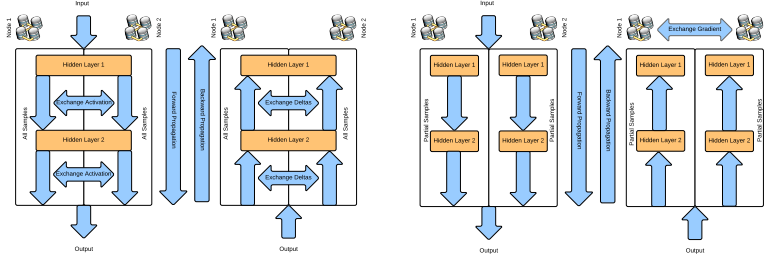 Input
Node 1
Node 2
Hidden Layer 1
Exchange Activation
All Samples
All Samples
Hidden Layer 2
Exchange Activation
Output
Forward Propagation
Backward Propagation
Node 1
Node 2
Hidden Layer 1
Exchange Deltas
All Samples
All Samples
Hidden Layer 2
Exchange Deltas
Output
Input
Node 1
Node 2
Hidden Layer 1
Hidden Layer 1
Partial Samples
Partial Samples
Hidden Layer 2
Hidden Layer 2
Output
Forward Propagation
Backward Propagation
Node 1
Exchange Gradient
Node 2
Hidden Layer 1
Hidden Layer 1
Partial Samples
Partial Samples
Hidden Layer 2
Hidden Layer 2
Output